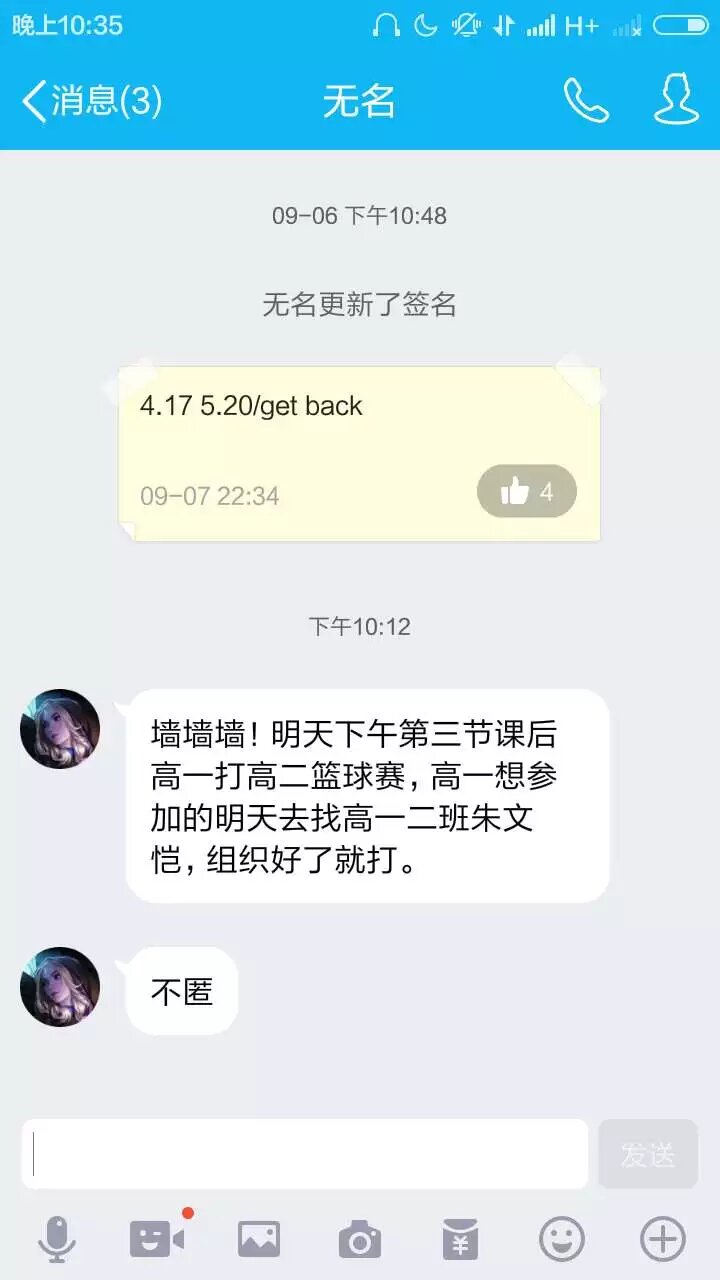 晚上10:35
H+
消息(3)
无名
09-06 下午10:48
无名更新了签名
4.17 5.20/get back
09-07 22:34
4
下午10:12
墙墙墙！明天下午第三节课后
高一打高二篮球赛，高一想参
加的明天去找高一二班朱文
恺，组织好了就打。
不匿
发送